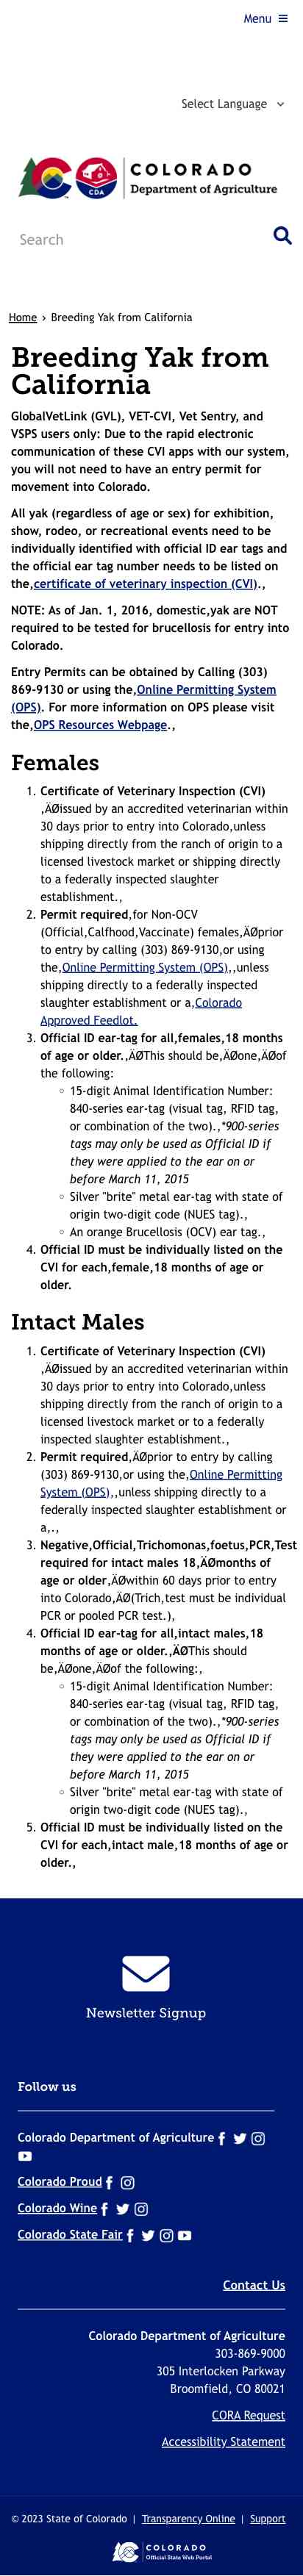 Menu
Select Language
CDA
COLORADO
Department of Agriculture
Search
Home › Breeding Yak from California
Breeding Yak from
California
GlobalVetLink (GVL), VET-CVI, Vet Sentry, and
VSPS users only: Due to the rapid electronic
communication of these CVI apps with our system,
you will not need to have an entry permit for
movement into Colorado.
All yak (regardless of age or sex) for exhibition,
show, rodeo, or recreational events need to be
individually identified with official ID ear tags and
the official ear tag number needs to be listed on
the‚certificate of veterinary inspection (CVI).‚
NOTE: As of Jan. 1, 2016, domestic‚yak are NOT
required to be tested for brucellosis for entry into
Colorado.
Entry Permits can be obtained by Calling (303)
869-9130 or using the‚Online Permitting System
(OPS). For more information on OPS please visit
the‚OPS Resources Webpage.‚
Females
1. Certificate of Veterinary Inspection (CVI)
‚ÄØissued by an accredited veterinarian within
30 days prior to entry into Colorado‚unless
shipping directly from the ranch of origin to a
licensed livestock market or shipping directly
to a federally inspected slaughter
establishment.‚
2. Permit required‚for Non-OCV
(Official‚Calfhood‚Vaccinate) females‚ÄØprior
to entry by calling (303) 869-9130‚or using
the‚Online Permitting System (OPS)‚‚unless
shipping directly to a federally inspected
slaughter establishment or a‚Colorado
Approved Feedlot.
3. Official ID ear-tag for all‚females‚18 months
of age or older.‚ÄØThis should be‚ÄØone‚ÄØof
the following:
◦ 15-digit Animal Identification Number:
840-series ear-tag (visual tag, RFID tag,
or combination of the two).‚*900-series
tags may only be used as Official ID if
they were applied to the ear on or
before March 11, 2015
◦ Silver "brite" metal ear-tag with state of
origin two-digit code (NUES tag).‚
◦ An orange Brucellosis (OCV) ear tag.‚
4. Official ID must be individually listed on the
CVI for each‚female‚18 months of age or
older.
Intact Males
1. Certificate of Veterinary Inspection (CVI)
‚ÄØissued by an accredited veterinarian within
30 days prior to entry into Colorado‚unless
shipping directly from the ranch of origin to a
licensed livestock market or to a federally
inspected slaughter establishment.‚
2. Permit required‚ÄØprior to entry by calling
(303) 869-9130‚or using the‚Online Permitting
System (OPS)‚‚unless shipping directly to a
federally inspected slaughter establishment or
a‚.‚
3. Negative‚Official‚Trichomonas‚foetus‚PCR‚Test
required for intact males 18‚ÄØmonths of
age or older‚ÄØwithin 60 days prior to entry
into Colorado‚ÄØ(Trich‚test must be individual
PCR or pooled PCR test.)‚
4. Official ID ear-tag for all‚intact males‚18
months of age or older.‚ÄØThis should
be‚ÄØone‚ÄØof the following:‚
◦ 15-digit Animal Identification Number:
840-series ear-tag (visual tag, RFID tag,
or combination of the two).‚*900-series
tags may only be used as Official ID if
they were applied to the ear on or
before March 11, 2015
◦ Silver "brite" metal ear-tag with state of
origin two-digit code (NUES tag).‚
5. Official ID must be individually listed on the
CVI for each‚intact male‚18 months of age or
older.‚
Newsletter Signup
Follow us
Colorado Department of Agriculture
Colorado Proud
Colorado Wine
Colorado State Fair
Contact Us
Colorado Department of Agriculture
303-869-9000
305 Interlocken Parkway
Broomfield, CO 80021
CORA Request
Accessibility Statement
© 2023 State of Colorado | Transparency Online | Support
COLORADO
Official State Web Portal